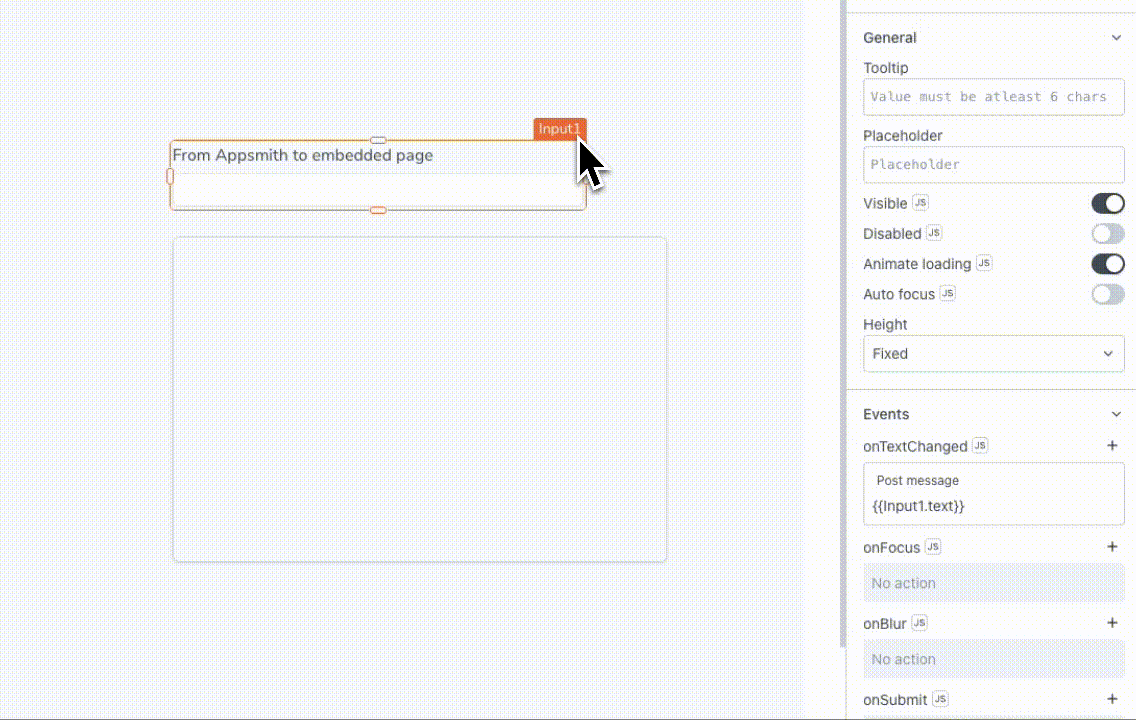 Input1
From Appsmith to embedded page
General
Tooltip
Value must be atleast 6 chars
Placeholder
Placeholder
Visible JS
Disabled JS
Animate loading JS
Auto focus JS
Height
Fixed
Events
onTextChanged JS
Post message
{{Input1.text}}
onFocus JS
No action
onBlur JS
No action
onSubmit JS